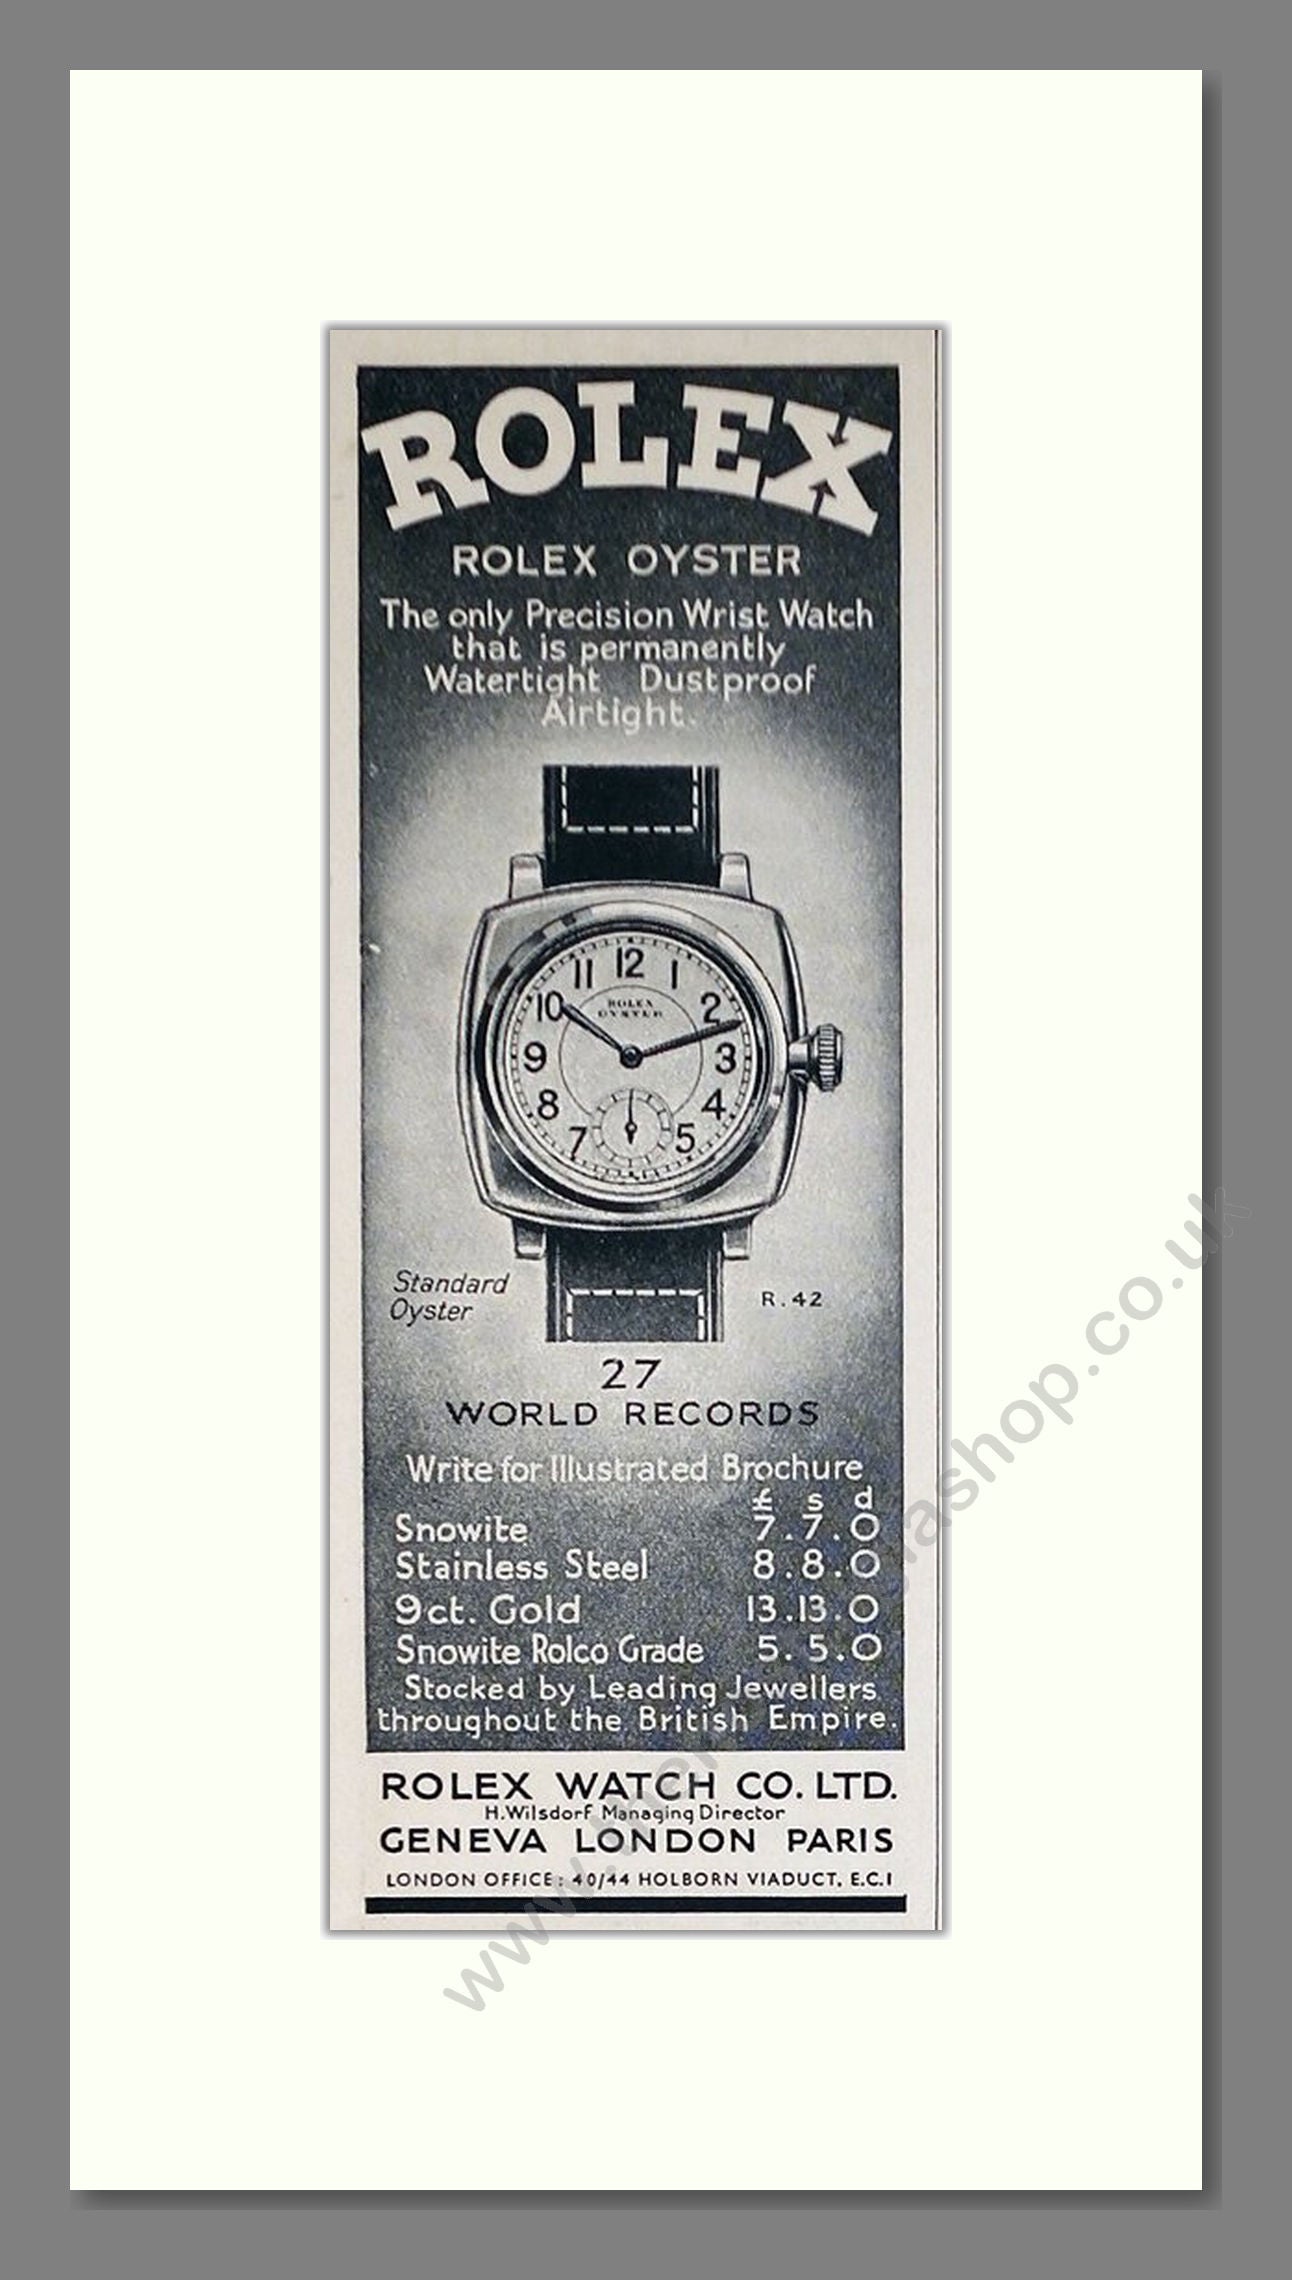 ROLEX
ROLEX OYSTER
The only Precision Wrist Watch
that is permanently
Watertight Dustproof
Airtight.
12
11 1
10 2
ROLEX
OYSTER
9 3
8 4
7 5
Standard
Oyster
R.42
27
WORLD RECORDS
Write for Illustrated Brochure
£ s d
Snowite 7.7.0
Stainless Steel 8.8.0
9ct. Gold 13.13.0
Snowite Rolco Grade 5.5.0
Stocked by Leading Jewellers
throughout the British Empire.
ROLEX WATCH CO. LTD.
H. Wilsdorf Managing Director
GENEVA LONDON PARIS
LONDON OFFICE: 40/44 HOLBORN VIADUCT, E.C.1